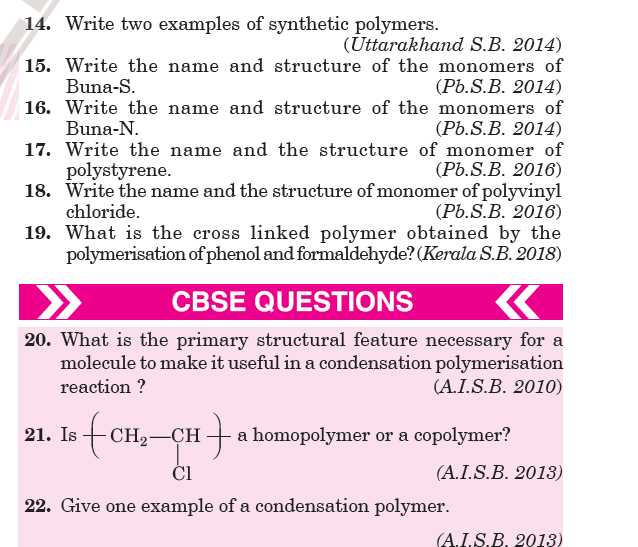 14. Write two examples of synthetic polymers.
(Uttarakhand S.B. 2014)
15. Write the name and structure of the monomers of
Buna-S. (Pb.S.B. 2014)
16. Write the name and structure of the monomers of
Buna-N. (Pb.S.B. 2014)
17. Write the name and the structure of monomer of
polystyrene. (Pb.S.B. 2016)
18. Write the name and the structure of monomer of polyvinyl
chloride. (Pb.S.B. 2016)
19. What is the cross linked polymer obtained by the
polymerisation of phenol and formaldehyde? (Kerala S.B. 2018)
CBSE QUESTIONS
20. What is the primary structural feature necessary for a
molecule to make it useful in a condensation polymerisation
reaction ? (A.I.S.B. 2010)
21. Is ( CH₂—CH ) a homopolymer or a copolymer?
Cl (A.I.S.B. 2013)
22. Give one example of a condensation polymer.
(A.I.S.B. 2013)